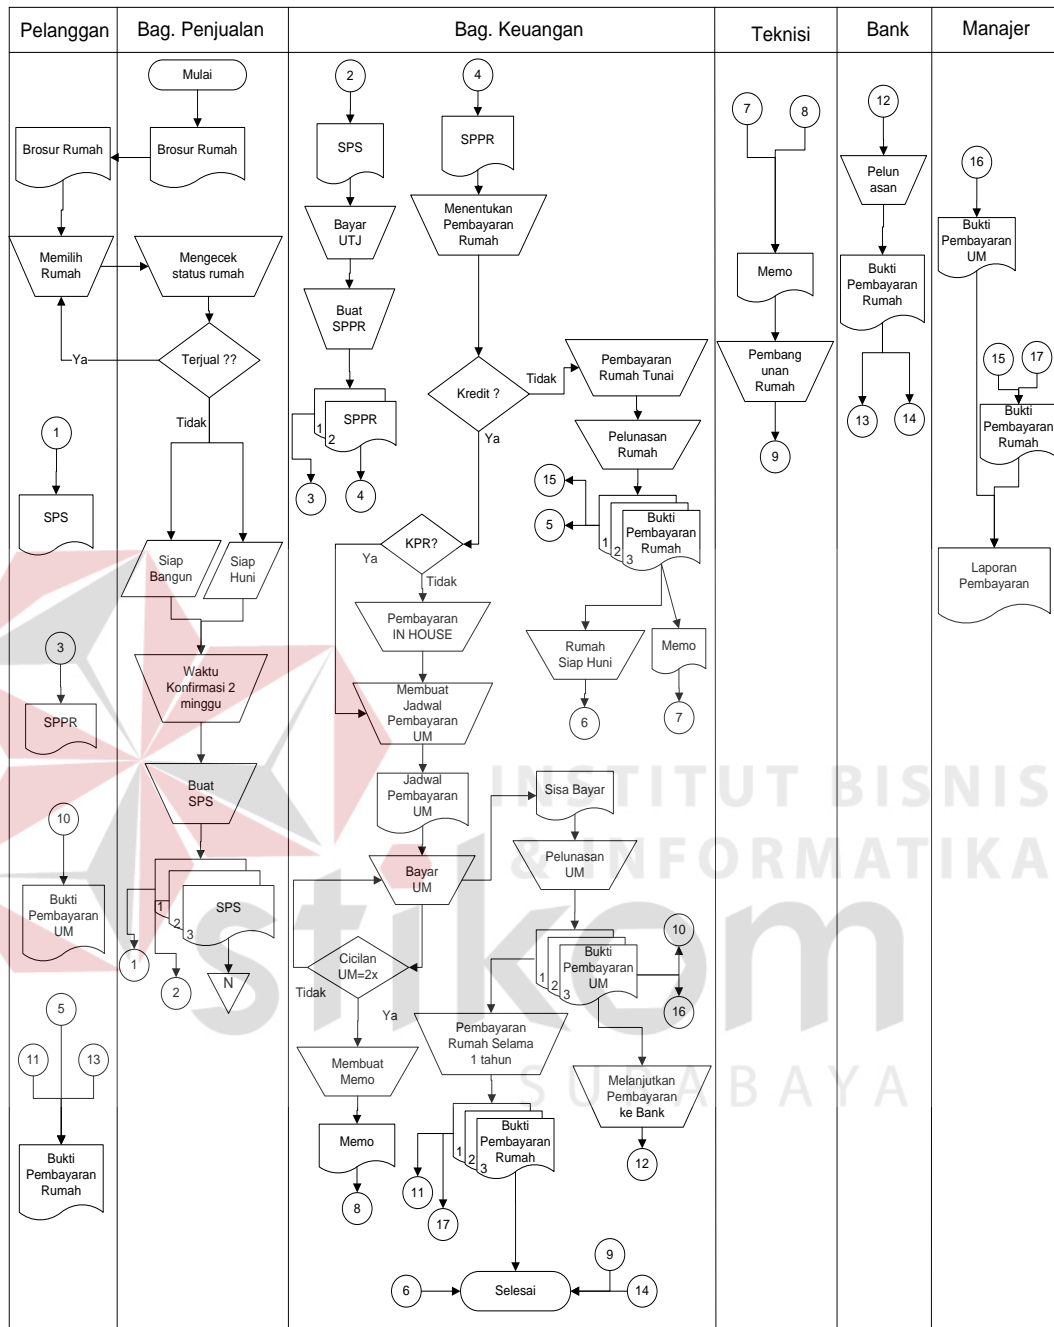 Pelanggan
Bag. Penjualan
Bag. Keuangan
Teknisi
Bank
Manajer
Mulai
Brosur Rumah
Brosur Rumah
Memilih
Rumah
Mengecek
status rumah
Terjual ??
Ya
Tidak
1
SPS
Siap
Bangun
Siap
Huni
3
SPPR
Waktu
Konfirmasi 2
minggu
Buat
SPS
10
Bukti
Pembayaran
UM
1
2
3
SPS
1
2
N
5
11
13
Bukti
Pembayaran
Rumah
2
SPS
Bayar
UTJ
Buat
SPPR
SPPR
1
2
3
4
4
SPPR
Menentukan
Pembayaran
Rumah
Kredit ?
Tidak
Ya
Pembayaran
Rumah Tunai
Pelunasan
Rumah
15
5
1
2
3
Bukti
Pembayaran
Rumah
KPR?
Ya
Tidak
Pembayaran
IN HOUSE
Rumah
Siap Huni
Memo
6
7
Membuat
Jadwal
Pembayaran
UM
Jadwal
Pembayaran
UM
Sisa Bayar
Bayar
UM
Pelunasan
UM
Cicilan
UM=2x
Tidak
Ya
1
2
3
Bukti
Pembayaran
UM
10
16
Membuat
Memo
Pembayaran
Rumah Selama
1 tahun
Melanjutkan
Pembayaran
ke Bank
Memo
8
1
2
3
Bukti
Pembayaran
Rumah
11
17
12
9
6
Selesai
14
7
8
Memo
Pembang
unan
Rumah
9
12
Pelun
asan
Bukti
Pembayaran
Rumah
13
14
16
Bukti
Pembayaran
UM
15
17
Bukti
Pembayaran
Rumah
Laporan
Pembayaran
INSTITUT BISNIS
& INFORMATIKA
stikom
SURABAYA